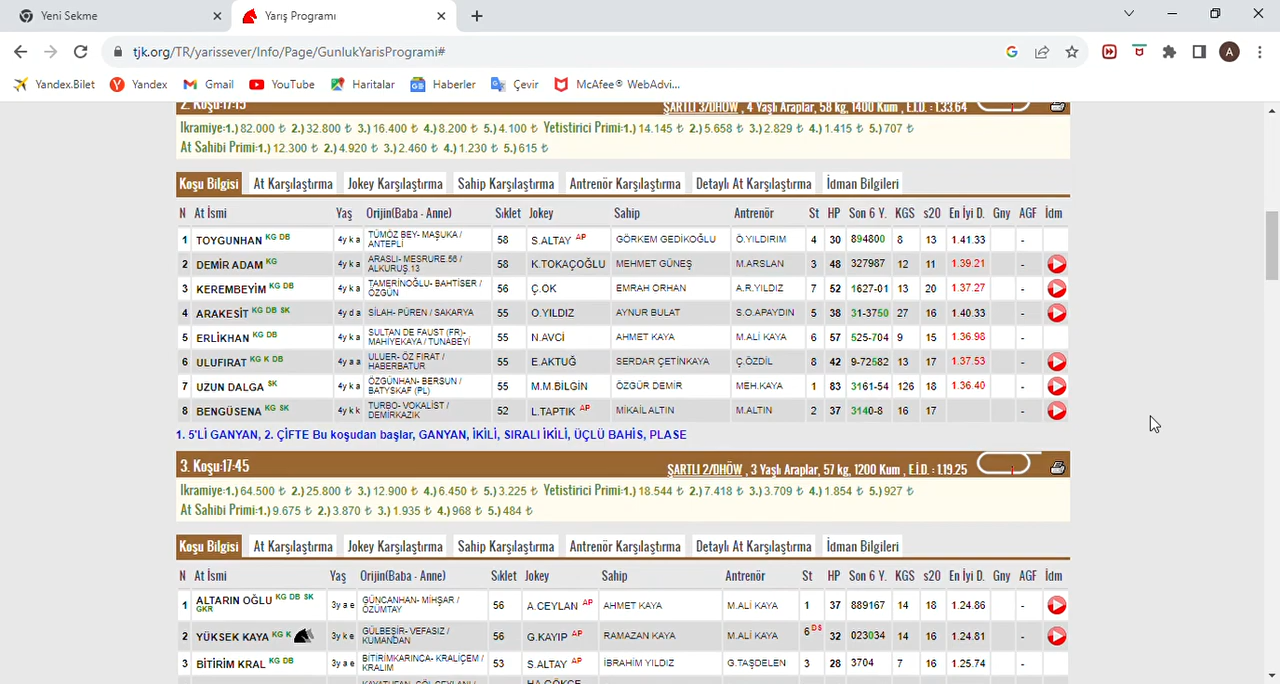 Yeni Sekme
Yarış Programı
tjk.org/TR/yarissever/Info/Page/GunlukYarisProgrami#
A
Yandex.Bilet Yandex Gmail YouTube Haritalar Haberler Çevir McAfee® WebAdvi...
2. Koşu:17:15 ŞARTLI 3/DHÖW , 4 Yaşlı Araplar, 58 kg, 1400 Kum , E.İ.D. : 1.33.64
Ikramiye:1.) 82.000 ₺ 2.) 32.800 ₺ 3.) 16.400 ₺ 4.) 8.200 ₺ 5.) 4.100 ₺ Yetistirici Primi:1.) 14.145 ₺ 2.) 5.658 ₺ 3.) 2.829 ₺ 4.) 1.415 ₺ 5.) 707 ₺
At Sahibi Primi:1.) 12.300 ₺ 2.) 4.920 ₺ 3.) 2.460 ₺ 4.) 1.230 ₺ 5.) 615 ₺
Koşu Bilgisi At Karşılaştırma Jokey Karşılaştırma Sahip Karşılaştırma Antrenör Karşılaştırma Detaylı At Karşılaştırma İdman Bilgileri
N At İsmi Yaş Orijin(Baba - Anne) Sıklet Jokey Sahip Antrenör St HP Son 6 Y. KGS s20 En İyi D. Gny AGF İdm
1 TOYGUNHAN KG DB 4y k a TÜMÖZ BEY- MAŞUKA / ANTEPLİ 58 S.ALTAY AP GÖRKEM GEDİKOĞLU Ö.YILDIRIM 4 30 894800 8 13 1.41.33 -
2 DEMİR ADAM KG 4y k a ARASLI- MESRURE.56 / ALKURUŞ.13 58 K.TOKAÇOĞLU MEHMET GÜNEŞ M.ARSLAN 3 48 327987 12 11 1.39.21 -
3 KEREMBEYİM KG DB 4y k a TAMERİNOĞLU- BAHTİSER / ÖZGÜN 56 Ç.OK EMRAH ORHAN A.R.YILDIZ 7 52 1627-01 13 20 1.37.27 -
4 ARAKESİT KG DB SK 4y d a SİLAH- PÜREN / SAKARYA 55 O.YILDIZ AYNUR BULAT S.O.APAYDIN 5 38 31-3750 27 16 1.40.33 -
5 ERLİKHAN KG DB 4y k a SULTAN DE FAUST (FR)- MAHİYEKAYA / TUNABEYİ 55 N.AVCİ AHMET KAYA M.ALİ KAYA 6 57 525-704 9 15 1.36.98 -
6 ULUFIRAT KG K DB 4y a a ULUER- ÖZ FIRAT / HABERBATUR 55 E.AKTUĞ SERDAR ÇETİNKAYA Ç.ÖZDİL 8 42 9-72582 13 17 1.37.53 -
7 UZUN DALGA SK 4y k a ÖZGÜNHAN- BERSUN / BATYSKAF (PL) 55 M.M.BİLGİN ÖZGÜR DEMİR MEH.KAYA 1 83 3161-54 126 18 1.36.40 -
8 BENGÜSENA KG SK 4y k k TURBO- VOKALİST / DEMİRKAZIK 52 L.TAPTIK AP MİKAİL ALTIN M.ALTIN 2 37 3140-8 16 17 -
1. 5'Lİ GANYAN, 2. ÇİFTE Bu koşudan başlar, GANYAN, İKİLİ, SIRALI İKİLİ, ÜÇLÜ BAHİS, PLASE
3. Koşu:17:45 ŞARTLI 2/DHÖW , 3 Yaşlı Araplar, 57 kg, 1200 Kum , E.İ.D. : 1.19.25
Ikramiye:1.) 64.500 ₺ 2.) 25.800 ₺ 3.) 12.900 ₺ 4.) 6.450 ₺ 5.) 3.225 ₺ Yetistirici Primi:1.) 18.544 ₺ 2.) 7.418 ₺ 3.) 3.709 ₺ 4.) 1.854 ₺ 5.) 927 ₺
At Sahibi Primi:1.) 9.675 ₺ 2.) 3.870 ₺ 3.) 1.935 ₺ 4.) 968 ₺ 5.) 484 ₺
Koşu Bilgisi At Karşılaştırma Jokey Karşılaştırma Sahip Karşılaştırma Antrenör Karşılaştırma Detaylı At Karşılaştırma İdman Bilgileri
N At İsmi Yaş Orijin(Baba - Anne) Sıklet Jokey Sahip Antrenör St HP Son 6 Y. KGS s20 En İyi D. Gny AGF İdm
1 ALTARIN OĞLU KG DB SK GKR 3y a e GÜNCANHAN- MİHŞAR / ÖZÜMTAY 56 A.CEYLAN AP AHMET KAYA M.ALİ KAYA 1 37 889167 14 18 1.24.86 -
2 YÜKSEK KAYA KG K 3y k e GÜLBEŞİR- VEFASIZ / KUMANDAN 56 G.KAYIP AP RAMAZAN KAYA M.ALİ KAYA 6 DS 32 023034 14 16 1.24.81 -
3 BİTİRİM KRAL KG DB 3y a e BİTİRİMKARINCA- KRALİÇEM / KRALIM 53 S.ALTAY AP İBRAHİM YILDIZ G.TAŞDELEN 3 28 3704 7 16 1.25.74 -